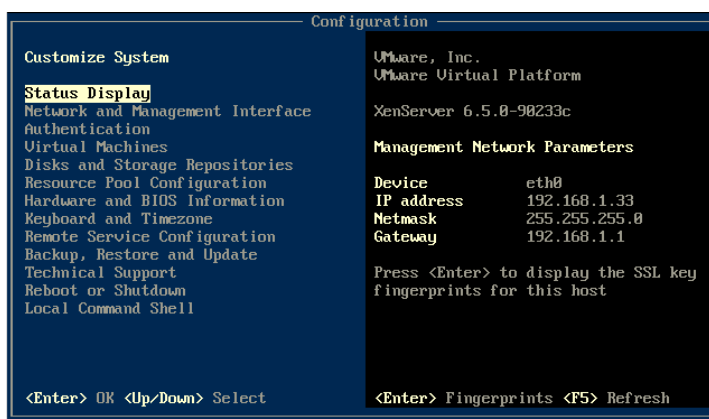 Configuration
Customize System
Status Display
Network and Management Interface
Authentication
Virtual Machines
Disks and Storage Repositories
Resource Pool Configuration
Hardware and BIOS Information
Keyboard and Timezone
Remote Service Configuration
Backup, Restore and Update
Technical Support
Reboot or Shutdown
Local Command Shell
<Enter> OK <Up/Down> Select
VMware, Inc.
VMware Virtual Platform
XenServer 6.5.0-90233c
Management Network Parameters
Device eth0
IP address 192.168.1.33
Netmask 255.255.255.0
Gateway 192.168.1.1
Press <Enter> to display the SSL key
fingerprints for this host
<Enter> Fingerprints <F5> Refresh